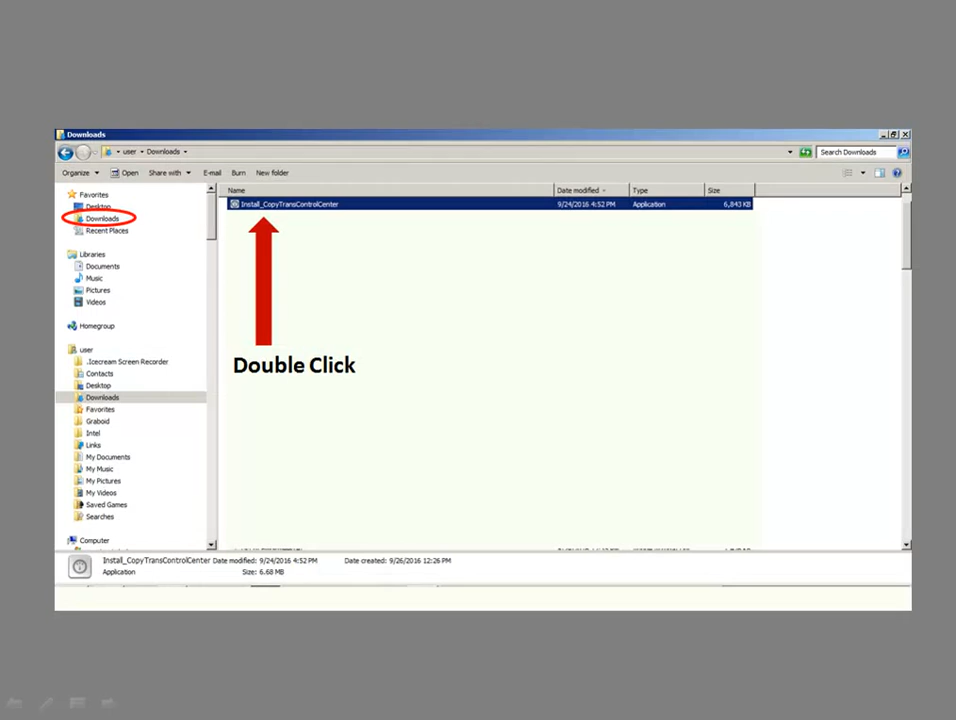 Downloads
user Downloads
Search Downloads
Organize Open Share with E-mail Burn New folder
Favorites
Desktop
Downloads
Recent Places
Libraries
Documents
Music
Pictures
Videos
Homegroup
user
.Icecream Screen Recorder
Contacts
Desktop
Downloads
Favorites
Graboid
Intel
Links
My Documents
My Music
My Pictures
My Videos
Saved Games
Searches
Computer
Name Date modified Type Size
Install_CopyTransControlCenter 9/24/2016 4:52 PM Application 6,843 KB
Double Click
Install_CopyTransControlCenter Date modified: 9/24/2016 4:52 PM Date created: 9/26/2016 12:26 PM
Application Size: 6.68 MB